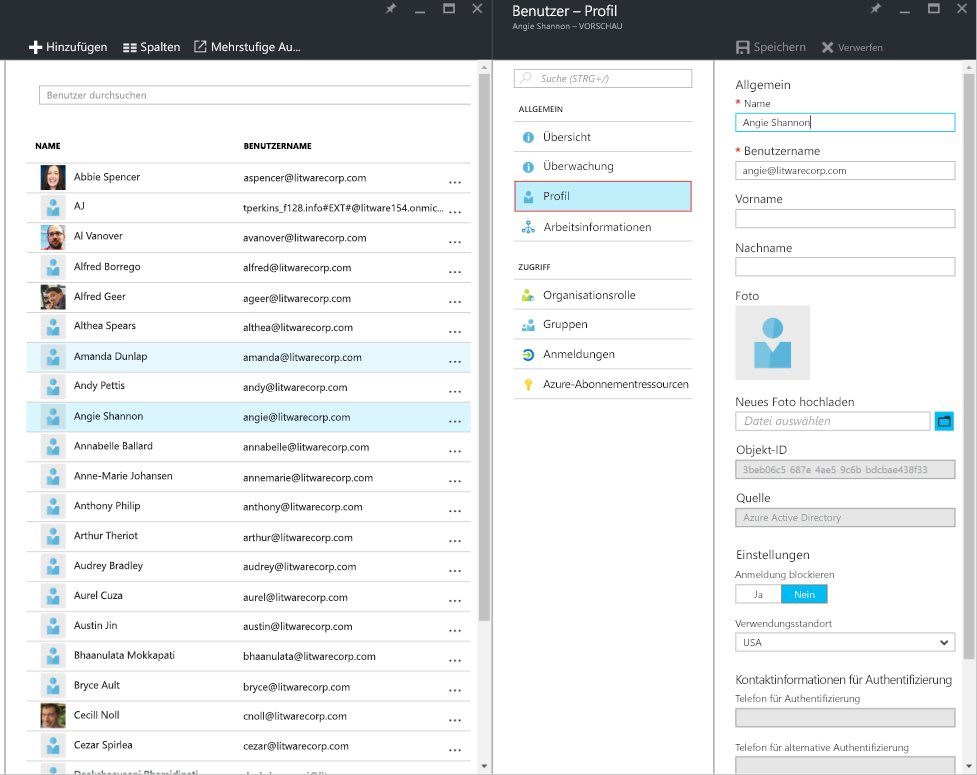 Hinzufügen Spalten Mehrstufige Au...
Benutzer durchsuchen
NAME BENUTZERNAME
Abbie Spencer aspencer@litwarecorp.com ...
AJ tperkins_f128.info#EXT#@litware154.onmic... ...
Al Vanover avanover@litwarecorp.com ...
Alfred Borrego alfred@litwarecorp.com ...
Alfred Geer ageer@litwarecorp.com ...
Althea Spears althea@litwarecorp.com ...
Amanda Dunlap amanda@litwarecorp.com ...
Andy Pettis andy@litwarecorp.com ...
Angie Shannon angie@litwarecorp.com ...
Annabelle Ballard annabelle@litwarecorp.com ...
Anne-Marie Johansen annemarie@litwarecorp.com ...
Anthony Philip anthony@litwarecorp.com ...
Arthur Theriot arthur@litwarecorp.com ...
Audrey Bradley audrey@litwarecorp.com ...
Aurel Cuza aurel@litwarecorp.com ...
Austin Jin austin@litwarecorp.com ...
Bhaanulata Mokkapati bhaanulata@litwarecorp.com ...
Bryce Ault bryce@litwarecorp.com ...
Cecill Noll cnoll@litwarecorp.com ...
Cezar Spirlea cezar@litwarecorp.com ...
Benutzer – Profil
Angie Shannon – VORSCHAU
Speichern Verwerfen
Suche (STRG+/)
ALLGEMEIN
Übersicht
Überwachung
Profil
Arbeitsinformationen
ZUGRIFF
Organisationsrolle
Gruppen
Anmeldungen
Azure-Abonnementressourcen
Allgemein
* Name
Angie Shannon
* Benutzername
angie@litwarecorp.com
Vorname
Nachname
Foto
Neues Foto hochladen
Datei auswählen
Objekt-ID
3beb06c5 687e 4ae5 9c6b bdcbae438f33
Quelle
Azure Active Directory
Einstellungen
Anmeldung blockieren
Ja Nein
Verwendungsstandort
USA
Kontaktinformationen für Authentifizierung
Telefon für Authentifizierung
Telefon für alternative Authentifizierung